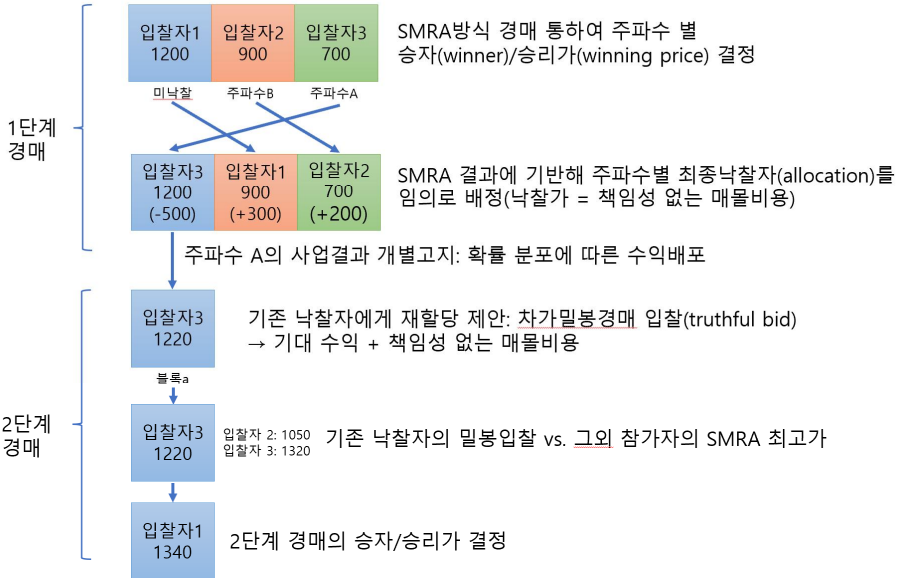 입찰자1 입찰자2 입찰자3
1200 900 700
SMRA방식 경매 통하여 주파수 별
승자(winner)/승리가(winning price) 결정
미낙찰 주파수B 주파수A
1단계
경매
입찰자3 입찰자1 입찰자2
1200 900 700
(-500) (+300) (+200)
SMRA 결과에 기반해 주파수별 최종낙찰자(allocation)를
임의로 배정(낙찰가 = 책임성 없는 매몰비용)
주파수 A의 사업결과 개별고지: 확률 분포에 따른 수익배포
입찰자3
1220
기존 낙찰자에게 재할당 제안: 차가밀봉경매 입찰(truthful bid)
→ 기대 수익 + 책임성 없는 매몰비용
블록a
2단계
경매
입찰자3
1220
입찰자 2: 1050
입찰자 3: 1320
기존 낙찰자의 밀봉입찰 vs. 그외 참가자의 SMRA 최고가
입찰자1
1340
2단계 경매의 승자/승리가 결정